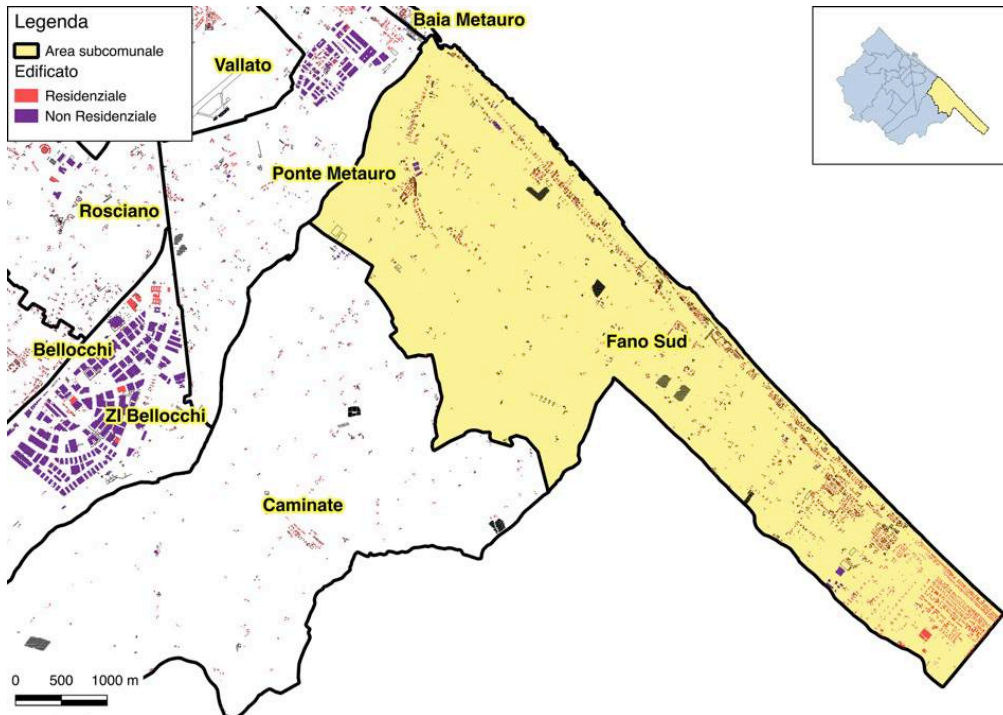 Legenda
Area subcomunale
Edificato
Residenziale
Non Residenziale
Baia Metauro
Vallato
Ponte Metauro
Rosciano
Fano Sud
Bellocchi
ZI Bellocchi
Caminate
0 500 1000 m